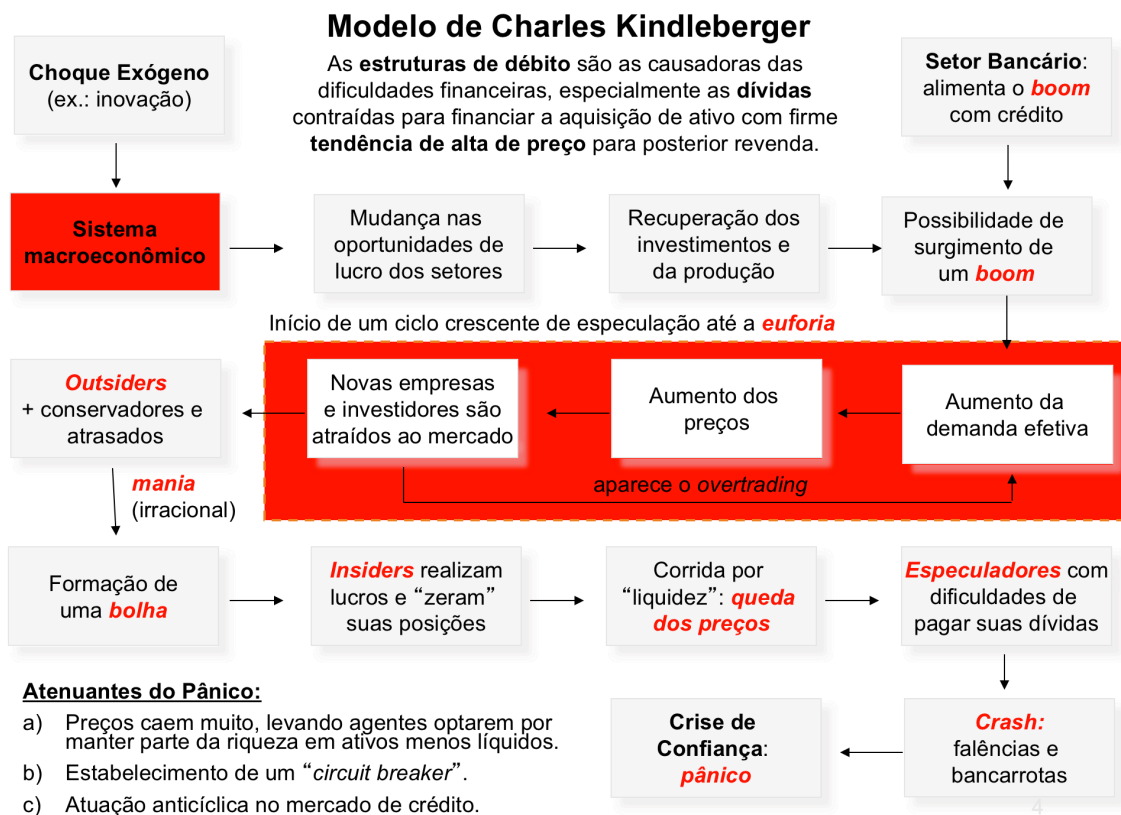 Modelo de Charles Kindleberger
As estruturas de débito são as causadoras das
dificuldades financeiras, especialmente as dívidas
contraídas para financiar a aquisição de ativo com firme
tendência de alta de preço para posterior revenda.
Choque Exógeno
(ex.: inovação)
Setor Bancário:
alimenta o boom
com crédito
Sistema
macroeconômico
Mudança nas
oportunidades de
lucro dos setores
Recuperação dos
investimentos e
da produção
Possibilidade de
surgimento de
um boom
Início de um ciclo crescente de especulação até a euforia
Aumento da
demanda efetiva
Aumento dos
preços
Novas empresas
e investidores são
atraídos ao mercado
aparece o overtrading
Outsiders
+ conservadores e
atrasados
mania
(irracional)
Formação de
uma bolha
Insiders realizam
lucros e “zeram”
suas posições
Corrida por
“liquidez”: queda
dos preços
Especuladores com
dificuldades de
pagar suas dívidas
Crash:
falências e
bancarrotas
Crise de
Confiança:
pânico
Atenuantes do Pânico:
a) Preços caem muito, levando agentes optarem por
manter parte da riqueza em ativos menos líquidos.
b) Estabelecimento de um “circuit breaker”.
c) Atuação anticíclica no mercado de crédito.
4